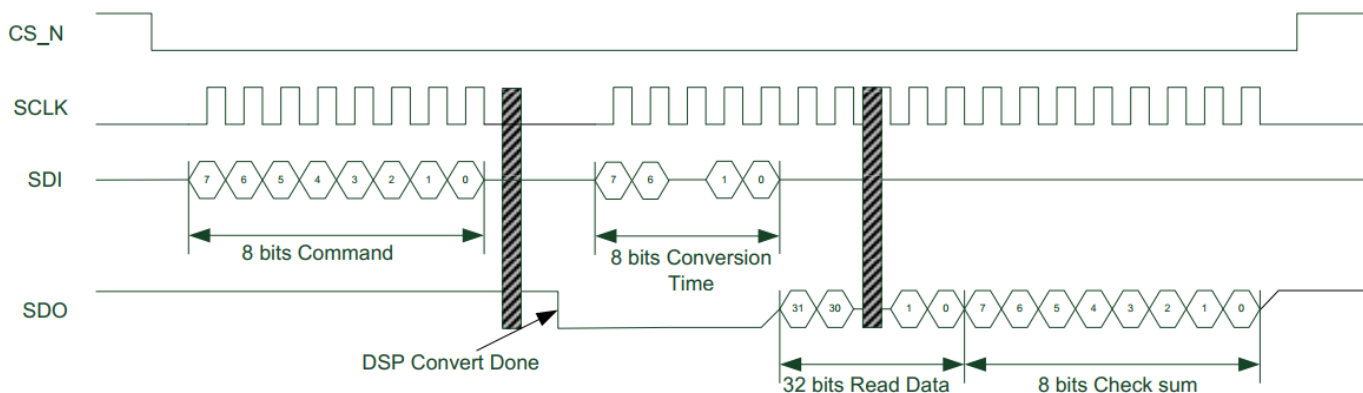 CS_N
SCLK
SDI
7 6 5 4 3 2 1 0
7 6 1 0
8 bits Command
8 bits Conversion
Time
SDO
31 30 1 0 7 6 5 4 3 2 1 0
DSP Convert Done
32 bits Read Data
8 bits Check sum